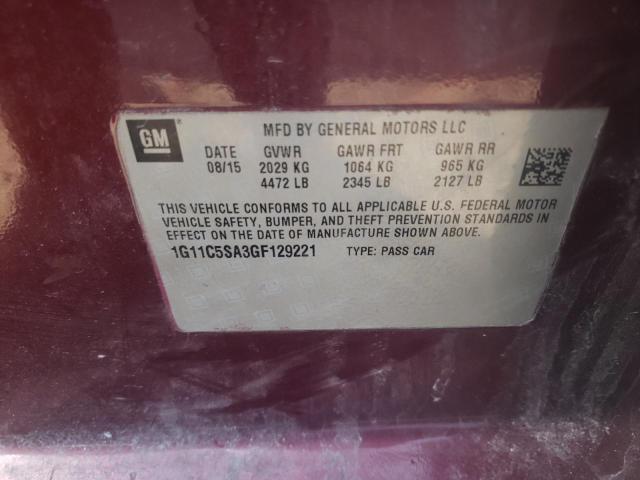 GM
MFD BY GENERAL MOTORS LLC
DATE GVWR GAWR FRT GAWR RR
08/15 2029 KG 1064 KG 965 KG
4472 LB 2345 LB 2127 LB
THIS VEHICLE CONFORMS TO ALL APPLICABLE U.S. FEDERAL MOTOR
VEHICLE SAFETY, BUMPER, AND THEFT PREVENTION STANDARDS IN
EFFECT ON THE DATE OF MANUFACTURE SHOWN ABOVE.
1G11C5SA3GF129221 TYPE: PASS CAR